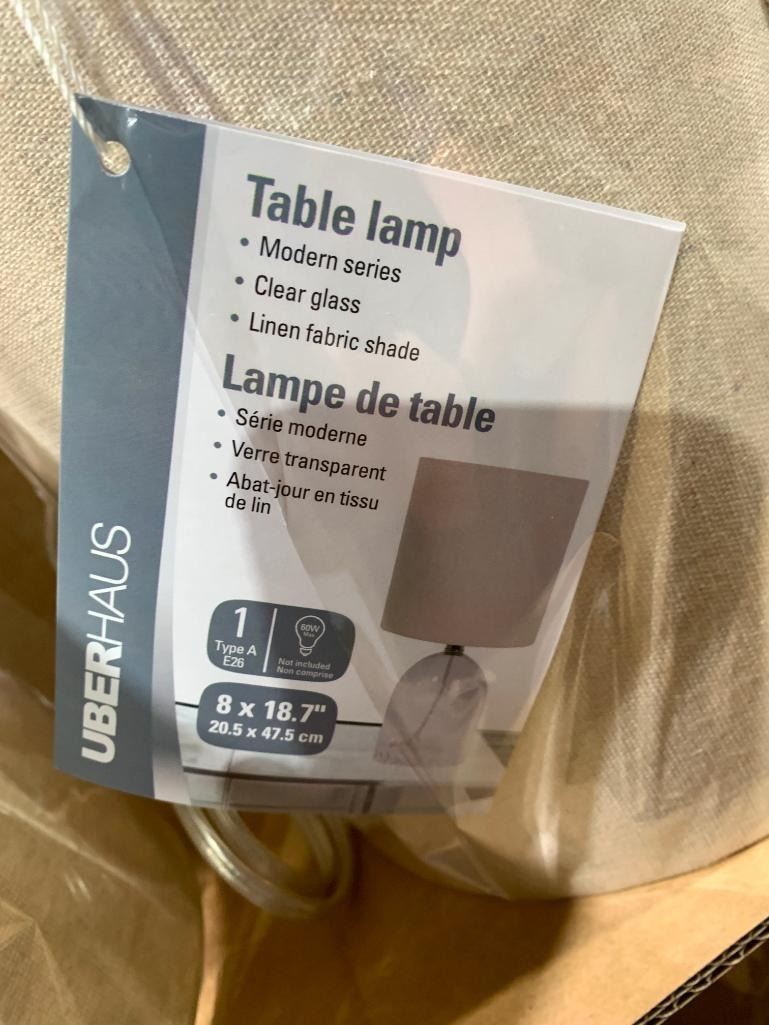 Table lamp
• Modern series
• Clear glass
• Linen fabric shade
Lampe de table
• Série moderne
• Verre transparent
• Abat-jour en tissu
de lin
1
Type A
E26
60W
Max
Not included
Non comprise
8 x 18.7"
20.5 x 47.5 cm
UBERHAUS